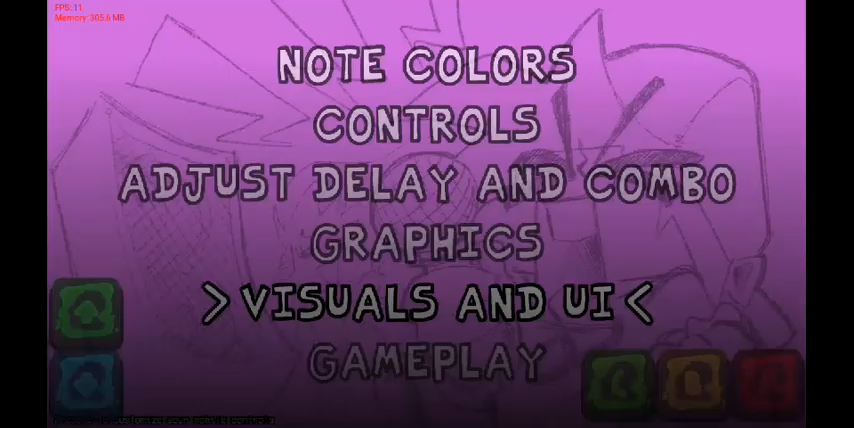 FPS: 11
Memory: 305.6 MB
NOTE COLORS
CONTROLS
ADJUST DELAY AND COMBO
GRAPHICS
> VISUALS AND UI <
GAMEPLAY